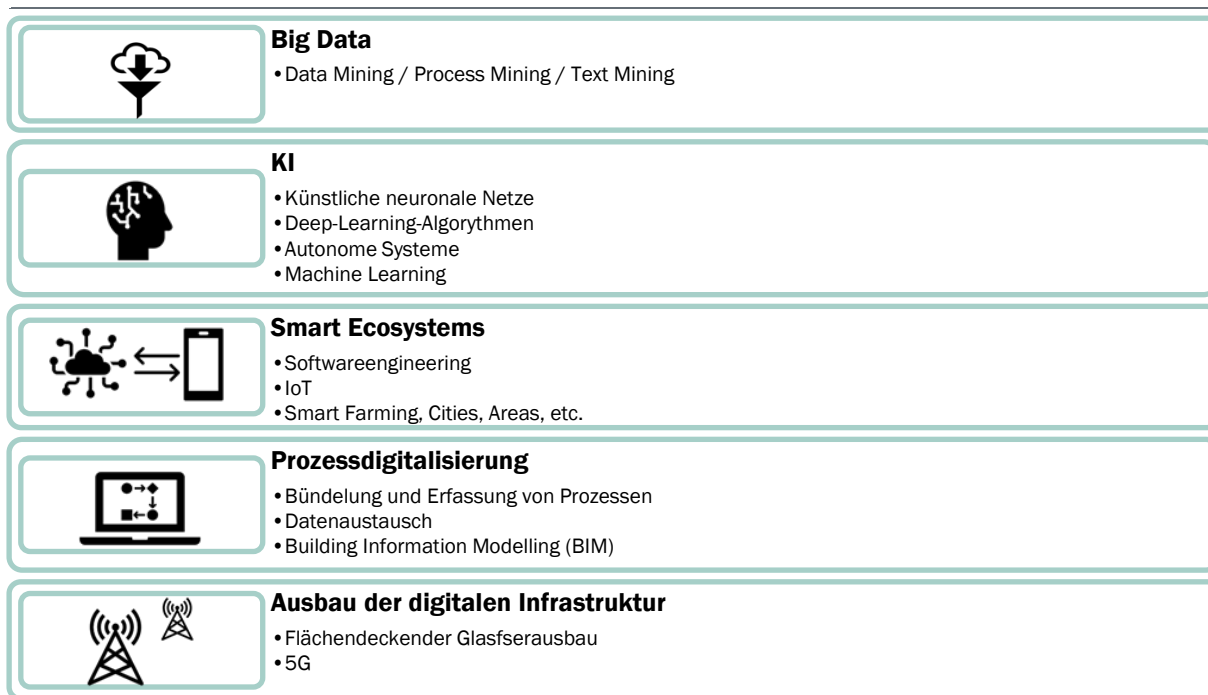 Big Data
•Data Mining / Process Mining / Text Mining
KI
•Künstliche neuronale Netze
•Deep-Learning-Algorythmen
•Autonome Systeme
•Machine Learning
Smart Ecosystems
•Softwareengineering
•IoT
•Smart Farming, Cities, Areas, etc.
Prozessdigitalisierung
•Bündelung und Erfassung von Prozessen
•Datenaustausch
•Building Information Modelling (BIM)
Ausbau der digitalen Infrastruktur
•Flächendeckender Glasfserausbau
•5G